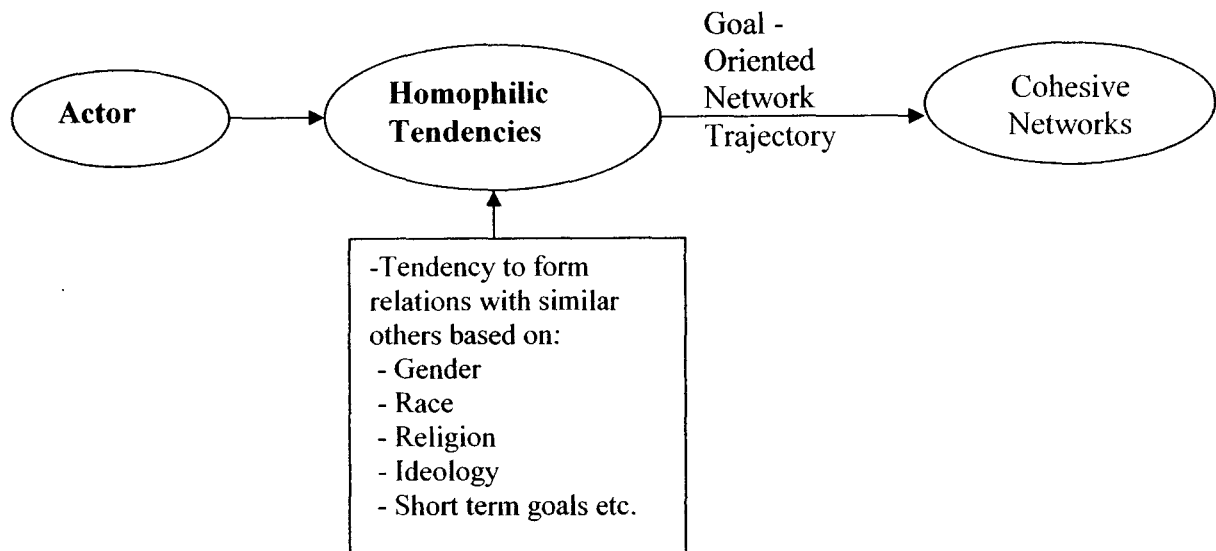 Actor
Homophilic
Tendencies
Goal -
Oriented
Network
Trajectory
Cohesive
Networks
-Tendency to form
relations with similar
others based on:
- Gender
- Race
- Religion
- Ideology
- Short term goals etc.